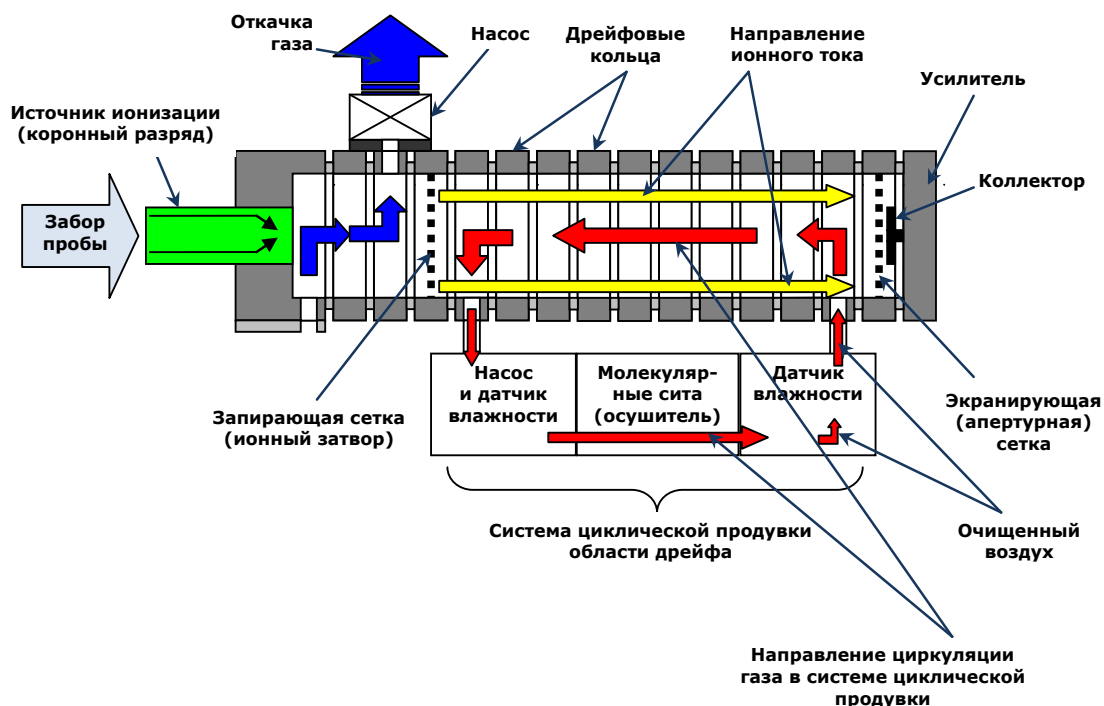 Откачка
газа
Насос
Дрейфовые
кольца
Направление
ионного тока
Усилитель
Источник ионизации
(коронный разряд)
Коллектор
Забор
пробы
Насос
и датчик
влажности
Молекуляр-
ные сита
(осушитель)
Датчик
влажности
Запирающая сетка
(ионный затвор)
Экранирующая
(апертурная)
сетка
Система циклической продувки
области дрейфа
Очищенный
воздух
Направление циркуляции
газа в системе циклической
продувки